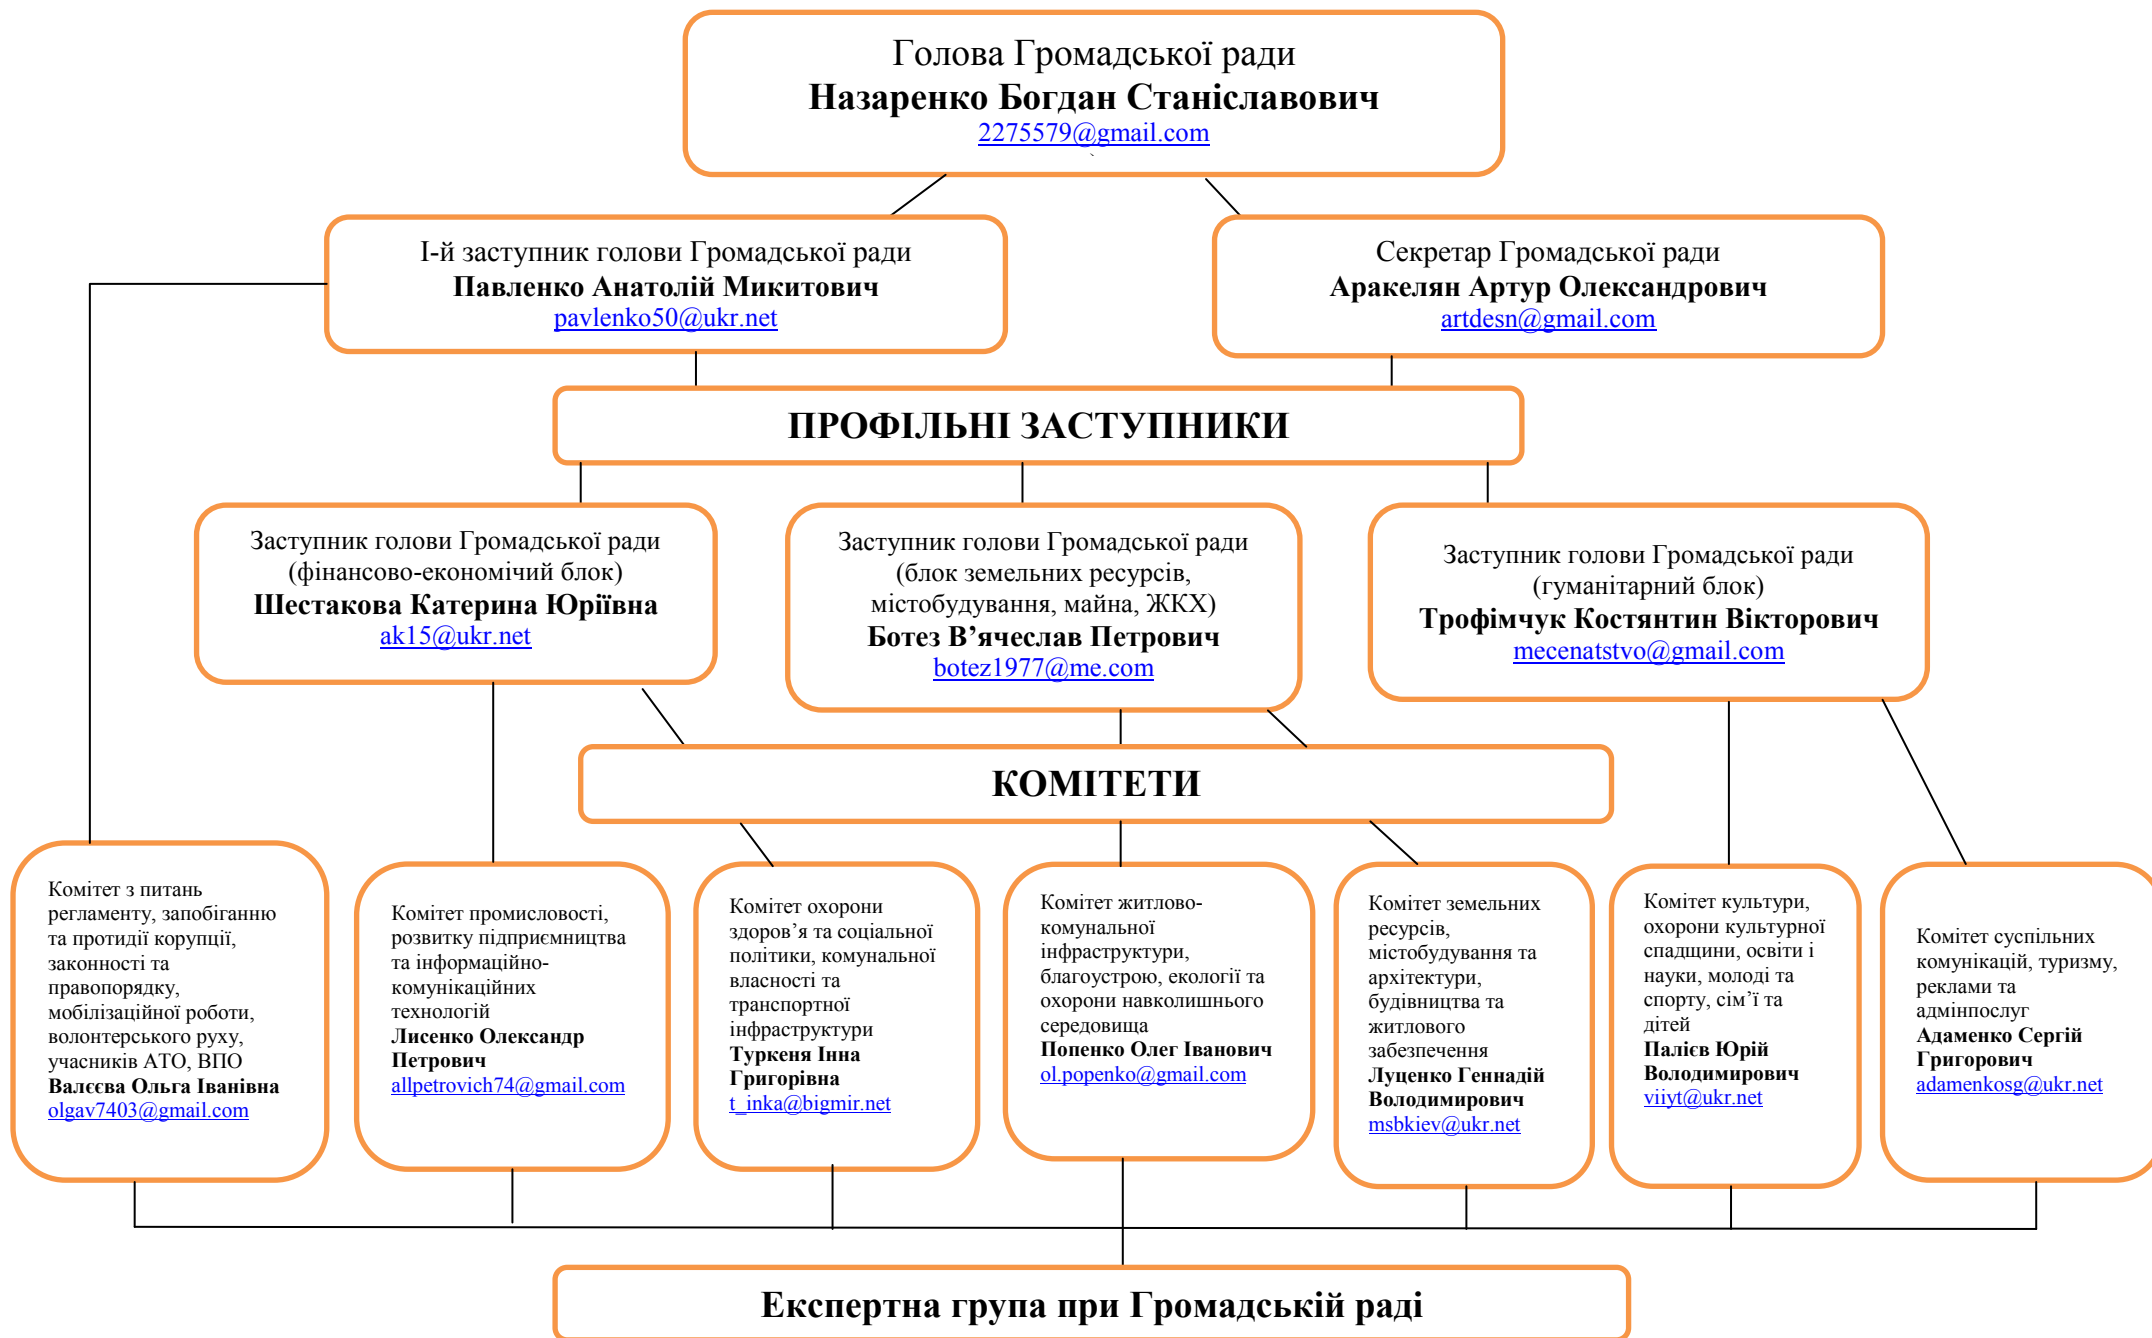 Голова Громадської ради
Назаренко Богдан Станіславович
2275579@gmail.com
`
І-й заступник голови Громадської ради
Павленко Анатолій Микитович
pavlenko50@ukr.net
Секретар Громадської ради
Аракелян Артур Олександрович
artdesn@gmail.com
ПРОФІЛЬНІ ЗАСТУПНИКИ
Заступник голови Громадської ради
(фінансово-економічий блок)
Шестакова Катерина Юріївна
ak15@ukr.net
Заступник голови Громадської ради
(блок земельних ресурсів,
містобудування, майна, ЖКХ)
Ботез В’ячеслав Петрович
botez1977@me.com
Заступник голови Громадської ради
(гуманітарний блок)
Трофімчук Костянтин Вікторович
mecenatstvo@gmail.com
КОМІТЕТИ
Комітет з питань
регламенту, запобіганню
та протидії корупції,
законності та
правопорядку,
мобілізаційної роботи,
волонтерського руху,
учасників АТО, ВПО
Валєєва Ольга Іванівна
olgav7403@gmail.com
Комітет промисловості,
розвитку підприємництва
та інформаційно-
комунікаційних
технологій
Лисенко Олександр
Петрович
allpetrovich74@gmail.com
Комітет охорони
здоров’я та соціальної
політики, комунальної
власності та
транспортної
інфраструктури
Туркеня Інна
Григорівна
t_inka@bigmir.net
Комітет житлово-
комунальної
інфраструктури,
благоустрою, екології та
охорони навколишнього
середовища
Попенко Олег Іванович
ol.popenko@gmail.com
Комітет земельних
ресурсів,
містобудування та
архітектури,
будівництва та
житлового
забезпечення
Луценко Геннадій
Володимирович
msbkiev@ukr.net
Комітет культури,
охорони культурної
спадщини, освіти і
науки, молоді та
спорту, сім’ї та
дітей
Палієв Юрій
Володимирович
viiyt@ukr.net
Комітет суспільних
комунікацій, туризму,
реклами та
адмінпослуг
Адаменко Сергій
Григорович
adamenkosg@ukr.net
Експертна група при Громадській раді